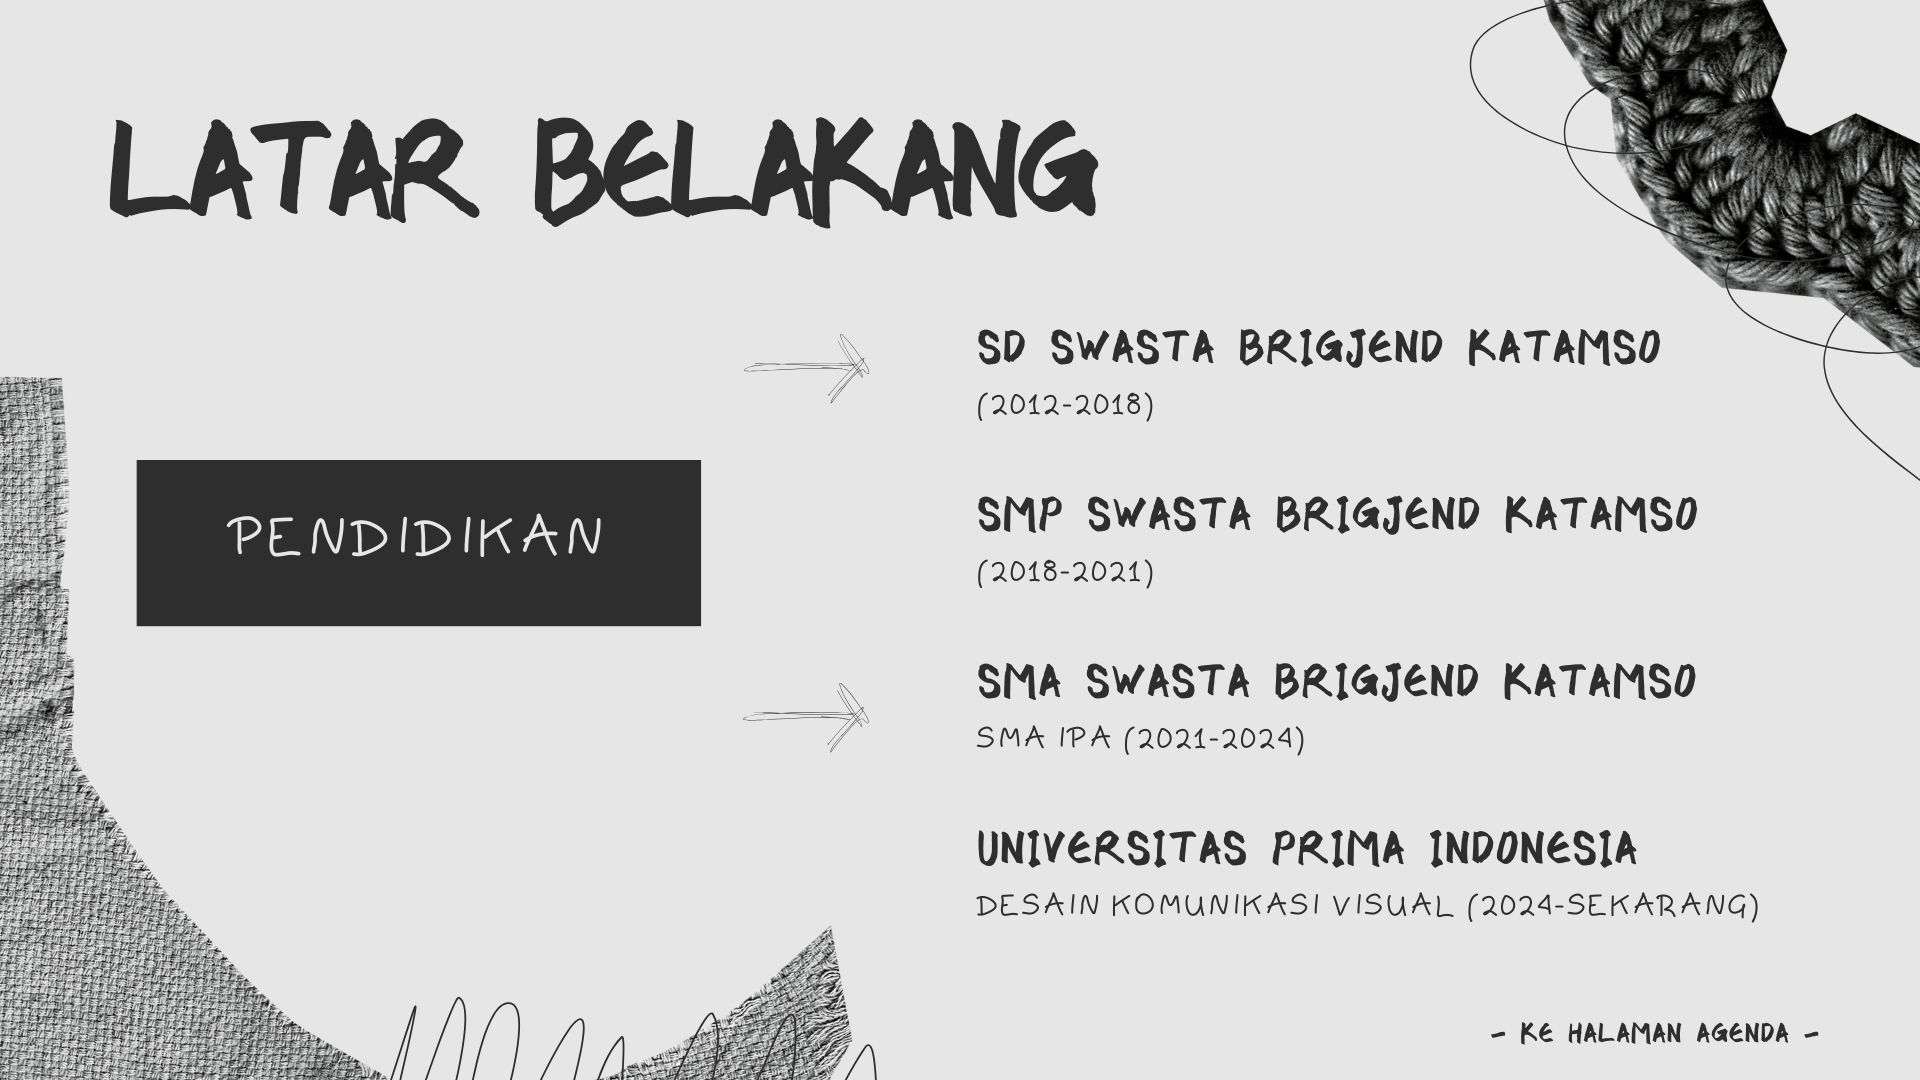 LATAR BELAKANG
PENDIDIKAN
SD SWASTA BRIGJEND KATAMSO
(2012-2018)
SMP SWASTA BRIGJEND KATAMSO
(2018-2021)
SMA SWASTA BRIGJEND KATAMSO
SMA IPA (2021-2024)
UNIVERSITAS PRIMA INDONESIA
DESAIN KOMUNIKASI VISUAL (2024-SEKARANG)
- KE HALAMAN AGENDA -